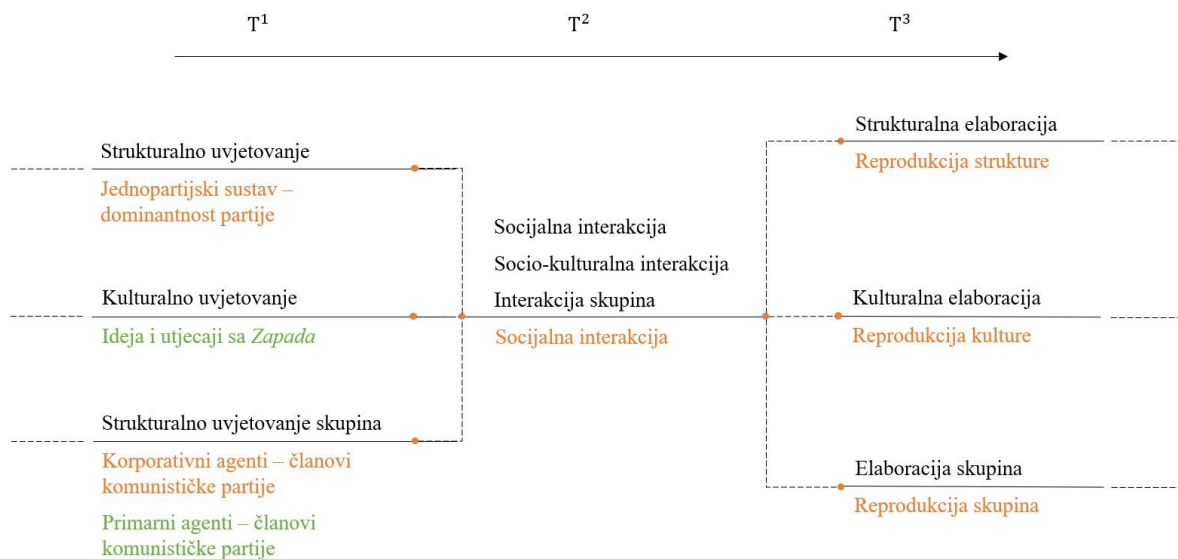 T¹
T²
T³
Strukturalno uvjetovanje
Jednopartijski sustav –
dominantnost partije
Kulturalno uvjetovanje
Ideja i utjecaji sa Zapada
Strukturalno uvjetovanje skupina
Korporativni agenti – članovi
komunističke partije
Primarni agenti – članovi
komunističke partije
Socijalna interakcija
Socio-kulturalna interakcija
Interakcija skupina
Socijalna interakcija
Strukturalna elaboracija
Reprodukcija strukture
Kulturalna elaboracija
Reprodukcija kulture
Elaboracija skupina
Reprodukcija skupina